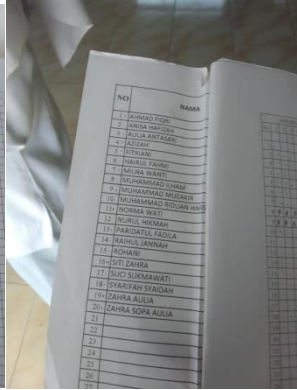 NO NAMA
1 AHMAD FIQRI
2 ANISA HAFIZAH
3 AULIA ANTASARI
4 AZIZAH
5 FITRIANI
6 HAIRUL FAHMI
7 MILNA WANTI
8 MUHAMMAD ILHAM
9 MUHAMMAD MUZAKIR
10 MUHAMMAD RIDUAN
11 NORMA WATI
12 NURUL HIKMAH
13 PARIDATUL FADILA
14 RAIHUL JANNAH
15 ROHANI
16 SITI ZAHRA
17 SUCI SUKMAWATI
18 SYARIFAH SYAIDAH
19 ZAHRA AULIA
20 ZAHRA SOPA AULIA
21
22
23
24
25
26
27